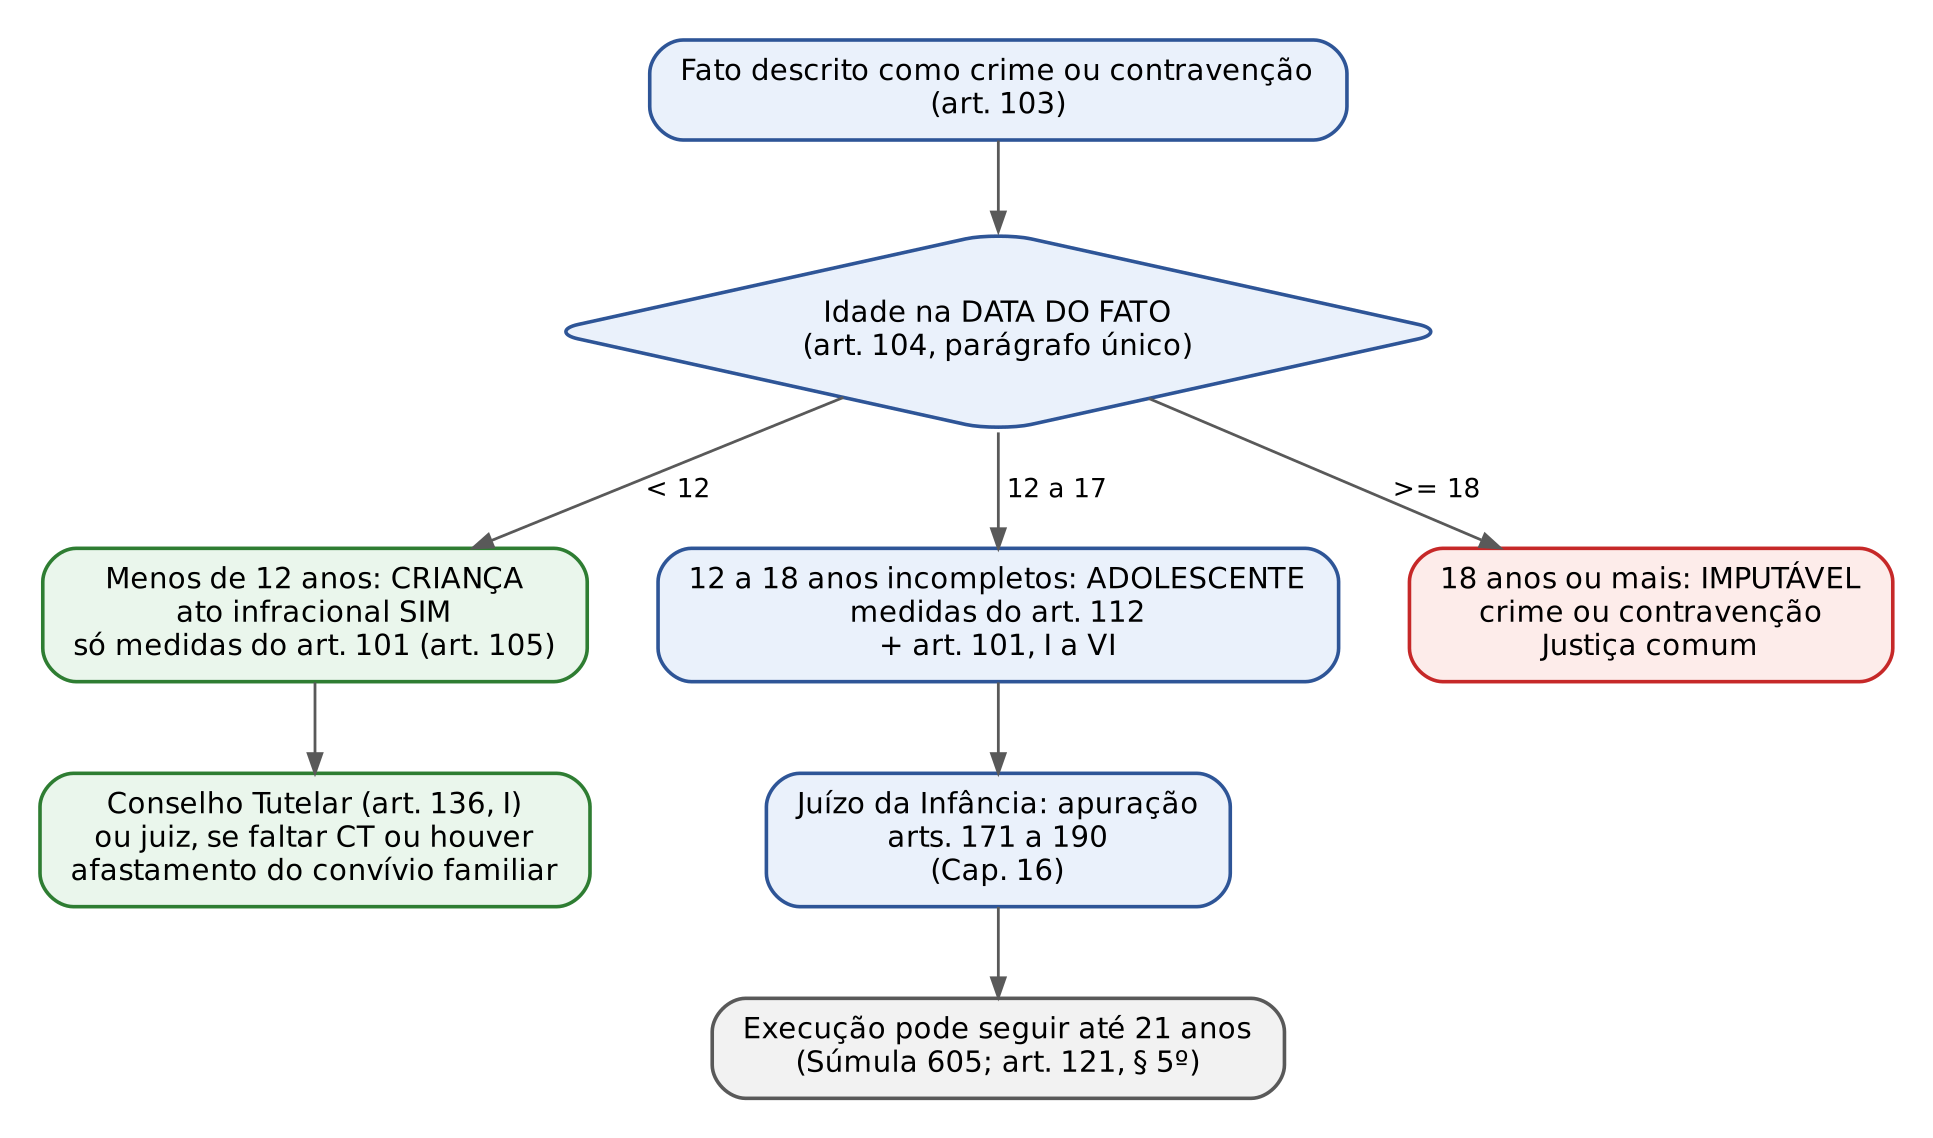 Fato descrito como crime ou contravenção
(art. 103)
Idade na DATA DO FATO
(art. 104, parágrafo único)
< 12
12 a 17
>= 18
Menos de 12 anos: CRIANÇA
ato infracional SIM
só medidas do art. 101 (art. 105)
12 a 18 anos incompletos: ADOLESCENTE
medidas do art. 112
+ art. 101, I a VI
18 anos ou mais: IMPUTÁVEL
crime ou contravenção
Justiça comum
Conselho Tutelar (art. 136, I)
ou juiz, se faltar CT ou houver
afastamento do convívio familiar
Juízo da Infância: apuração
arts. 171 a 190
(Cap. 16)
Execução pode seguir até 21 anos
(Súmula 605; art. 121, § 5º)